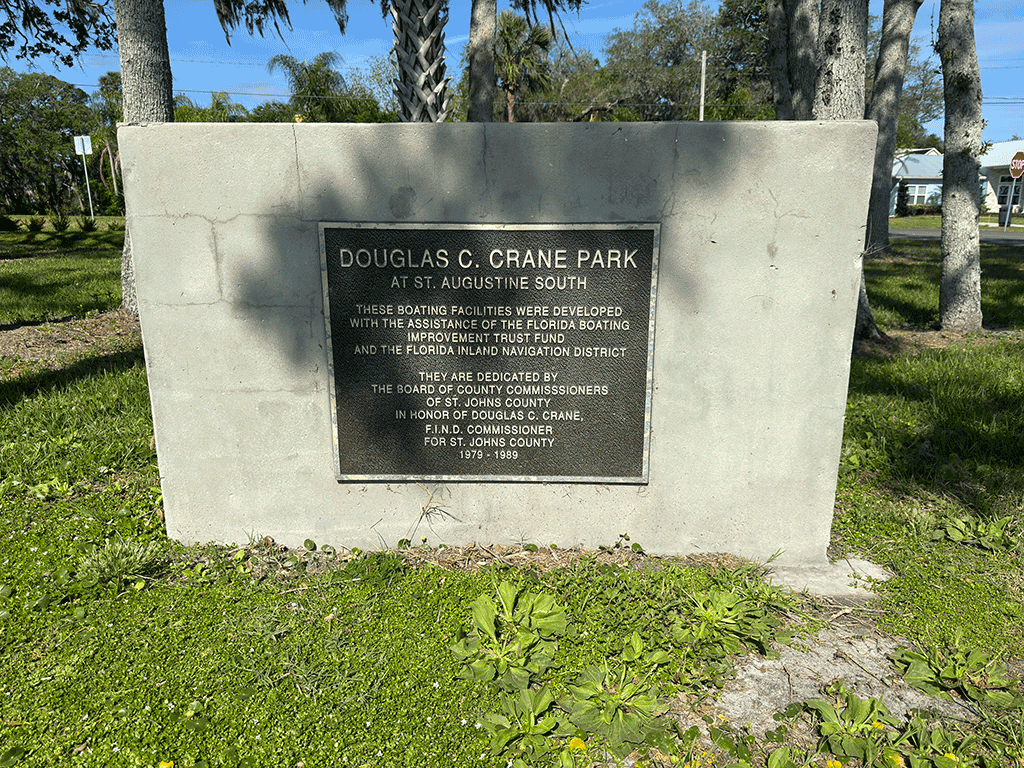 DOUGLAS C. CRANE PARK
AT ST. AUGUSTINE SOUTH
THESE BOATING FACILITIES WERE DEVELOPED
WITH THE ASSISTANCE OF THE FLORIDA BOATING
IMPROVEMENT TRUST FUND
AND THE FLORIDA INLAND NAVIGATION DISTRICT
THEY ARE DEDICATED BY
THE BOARD OF COUNTY COMMISSSIONERS
OF ST. JOHNS COUNTY
IN HONOR OF DOUGLAS C. CRANE,
F.I.N.D. COMMISSIONER
FOR ST. JOHNS COUNTY
1979 - 1989
STOP